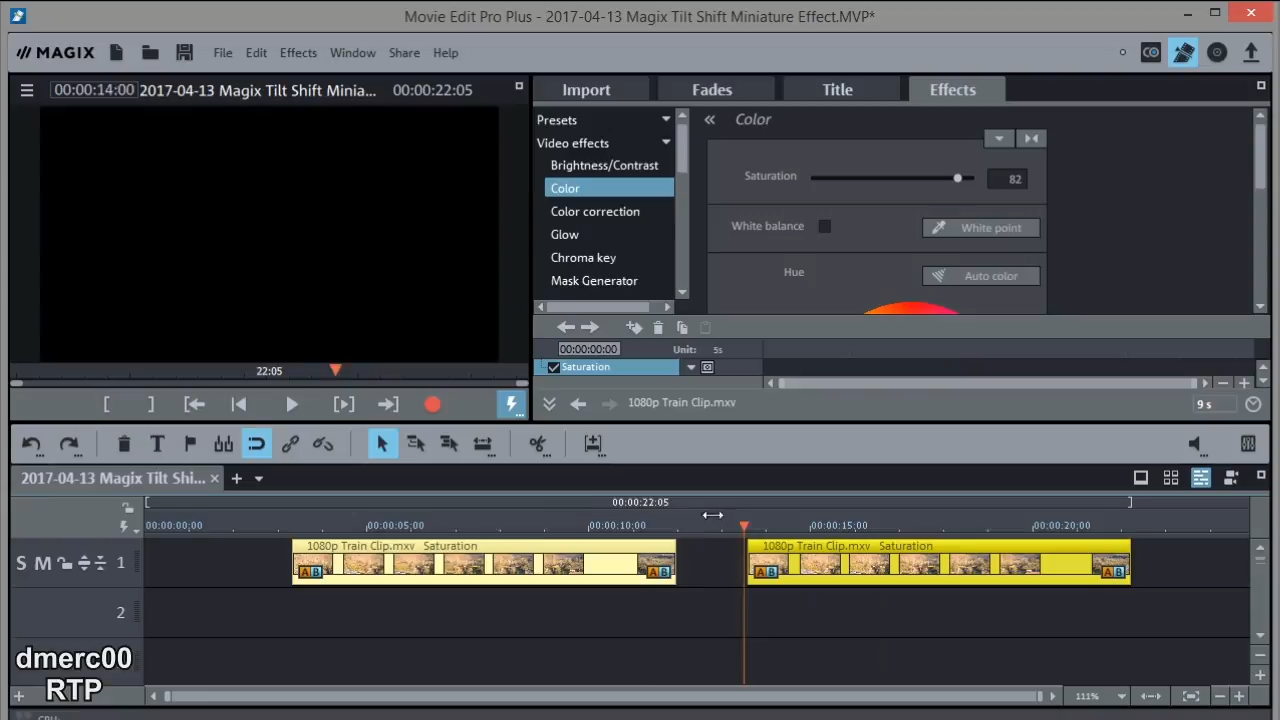 Movie Edit Pro Plus - 2017-04-13 Magix Tilt Shift Miniature Effect.MVP*
MAGIX File Edit Effects Window Share Help
00:00:14:00 2017-04-13 Magix Tilt Shift Minia... 00:00:22:05
Import Fades Title Effects
Presets
Video effects
Brightness/Contrast
Color
Color correction
Glow
Chroma key
Mask Generator
Color
Saturation 82
White balance White point
Hue Auto color
00:00:00:00 Unit: 5s
Saturation
22:05
1080p Train Clip.mxv 9 s
2017-04-13 Magix Tilt Shi...
00:00:22:05
00:00:00;00 00:00:05;00 00:00:10;00 00:00:15;00 00:00:20;00
S M 1
1080p Train Clip.mxv Saturation
A B
A B
1080p Train Clip.mxv Saturation
A B
A B
2
dmerc00
RTP
111%
CPU: